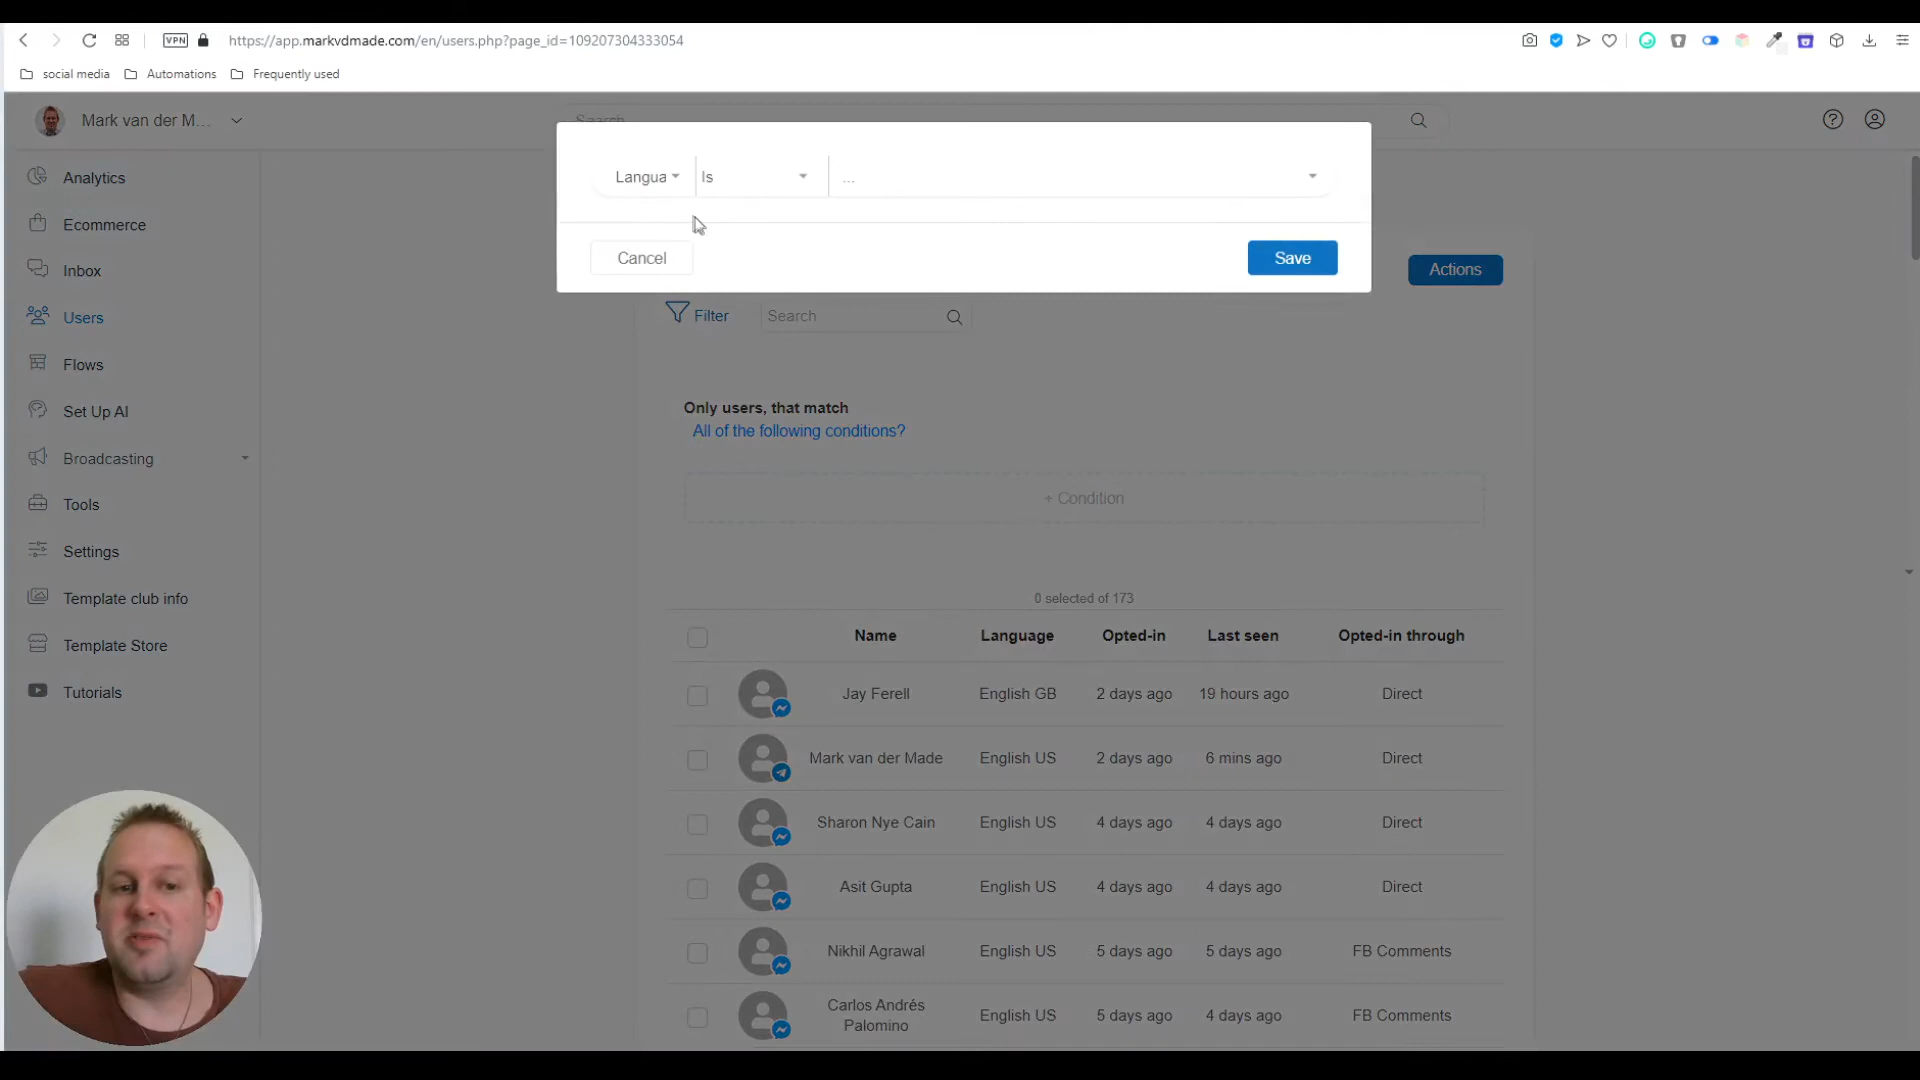 VPN
https://app.markvdmade.com/en/users.php?page_id=109207304333054
social media
Automations
Frequently used
Mark van der M...
Search
Analytics
Ecommerce
Inbox
Users
Flows
Set Up AI
Broadcasting
Tools
Settings
Template club info
Template Store
Tutorials
Langua
Is
...
Cancel
Save
Actions
Filter
Search
Only users, that match
All of the following conditions?
+ Condition
0 selected of 173
Name Language Opted-in Last seen Opted-in through
Jay Ferell English GB 2 days ago 19 hours ago Direct
Mark van der Made English US 2 days ago 6 mins ago Direct
Sharon Nye Cain English US 4 days ago 4 days ago Direct
Asit Gupta English US 4 days ago 4 days ago Direct
Nikhil Agrawal English US 5 days ago 5 days ago FB Comments
Carlos Andrés
Palomino English US 5 days ago 4 days ago FB Comments